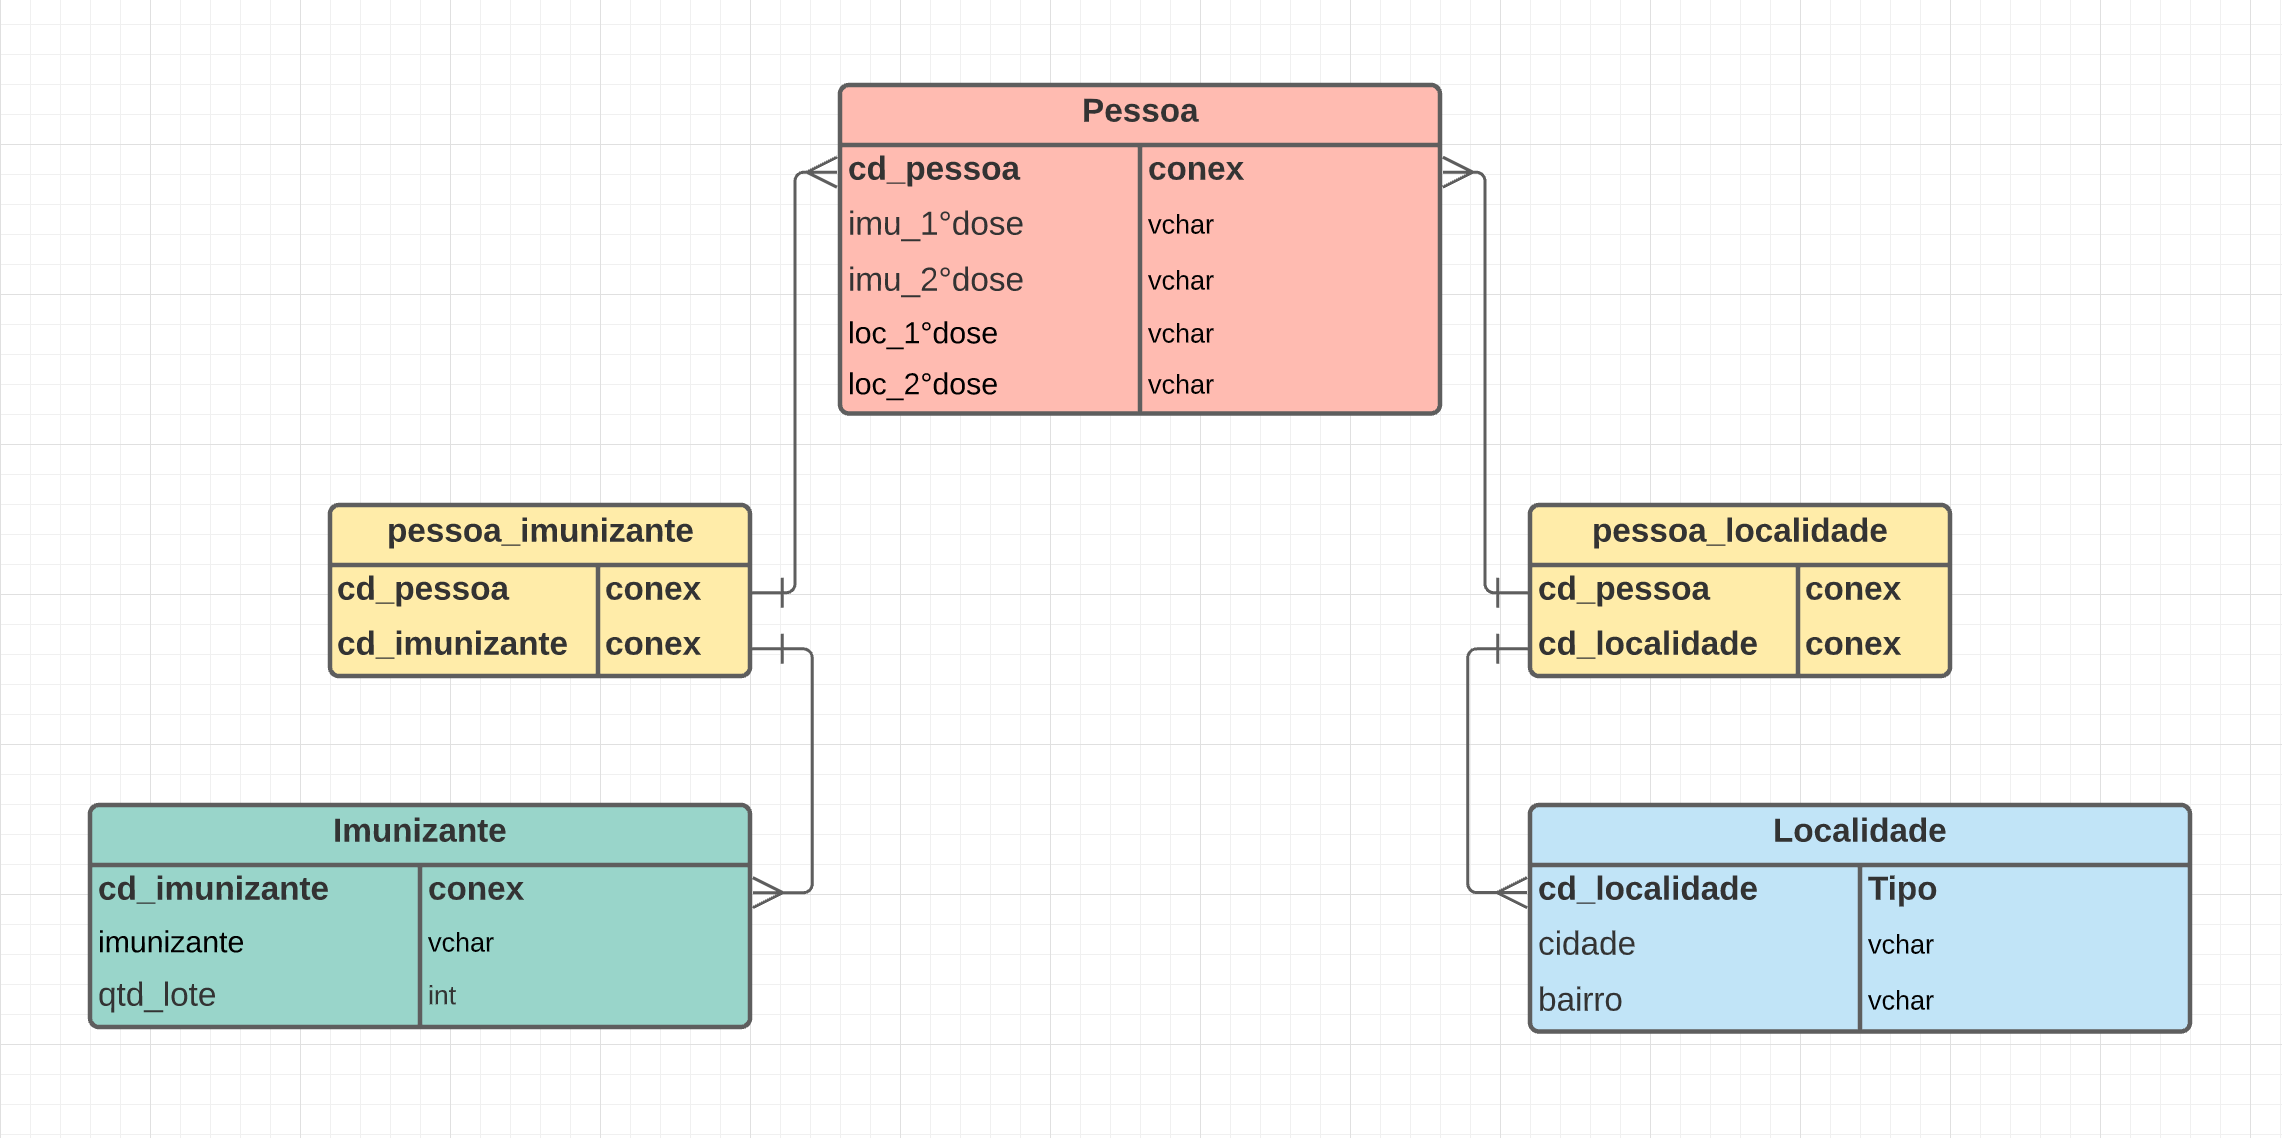 Pessoa
cd_pessoa conex
imu_1°dose vchar
imu_2°dose vchar
loc_1°dose vchar
loc_2°dose vchar
pessoa_imunizante
cd_pessoa conex
cd_imunizante conex
pessoa_localidade
cd_pessoa conex
cd_localidade conex
Imunizante
cd_imunizante conex
imunizante vchar
qtd_lote int
Localidade
cd_localidade Tipo
cidade vchar
bairro vchar